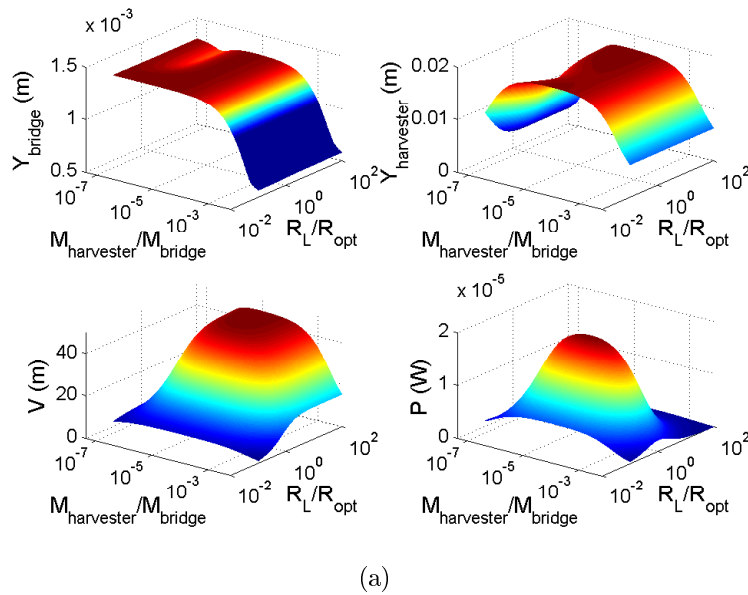 x 10^-3
1.5
1
0.5
Y_bridge (m)
10^-7
10^-5
10^-3
M_harvester/M_bridge
10^-2
10^0
10^2
R_L/R_opt
0.02
0.01
0
Y_harvester (m)
10^-7
10^-5
10^-3
M_harvester/M_bridge
10^-2
10^0
10^2
R_L/R_opt
40
20
0
V (m)
10^-7
10^-5
10^-3
M_harvester/M_bridge
10^-2
10^0
10^2
R_L/R_opt
x 10^-5
2
1
0
P (W)
10^-7
10^-5
10^-3
M_harvester/M_bridge
10^-2
10^0
10^2
R_L/R_opt
(a)